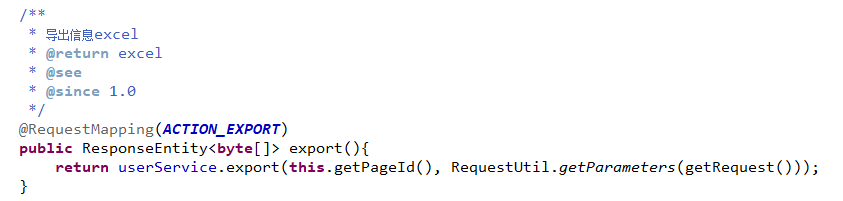 /**
 * 导出信息excel
 * @return excel
 * @see
 * @since 1.0
 */
@RequestMapping(ACTION_EXPORT)
public ResponseEntity<byte[]> export(){
    return userService.export(this.getPageId(), RequestUtil.getParameters(getRequest()));
}